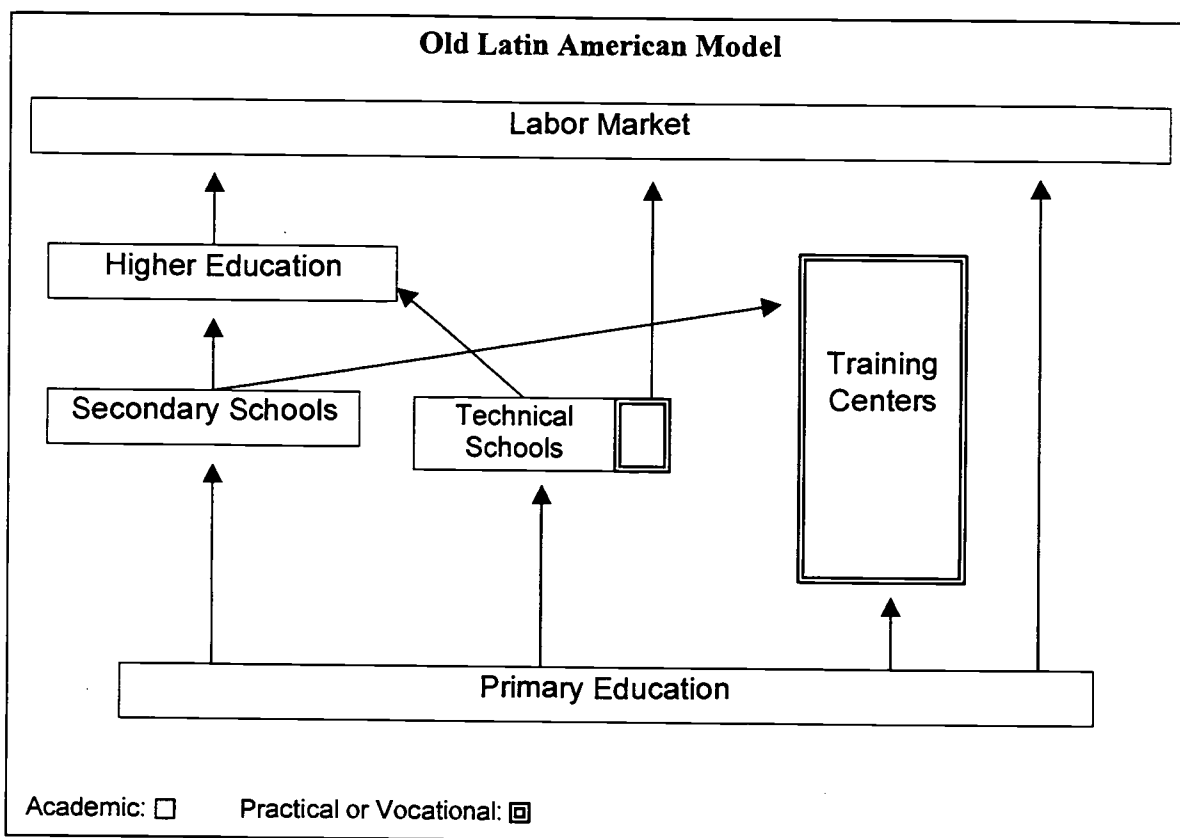 Old Latin American Model
Labor Market
Higher Education
Training
Centers
Secondary Schools
Technical
Schools
Primary Education
Academic: Practical or Vocational: